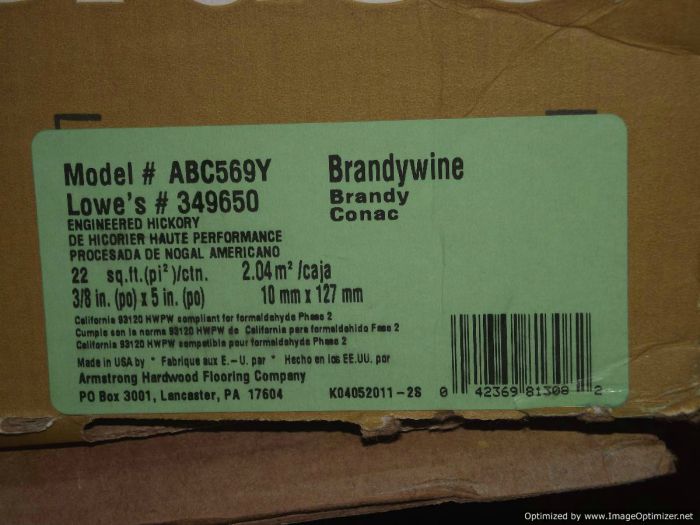 Model # ABC569Y
Lowe's # 349650
ENGINEERED HICKORY
DE HICORIER HAUTE PERFORMANCE
PROCESADA DE NOGAL AMERICANO
22 sq.ft.(pi²)/ctn. 2.04 m² /caja
3/8 in. (po) x 5 in. (po) 10 mm x 127 mm
California 93120 HWPW compliant for formaldehyde Phase 2
Cumple con la norma 93120 HWPW de California para formaldehido Fase 2
California 93120 HWPW compatible pour formaldehyde Phase 2
Made in USA by * Fabrique aux E.-U. par * Hecho en los EE.UU. por
Armstrong Hardwood Flooring Company
PO Box 3001, Lancaster, PA 17604
Brandywine
Brandy
Conac
K04052011-2S
0 42369 81308 2
Optimized by www.ImageOptimizer.net